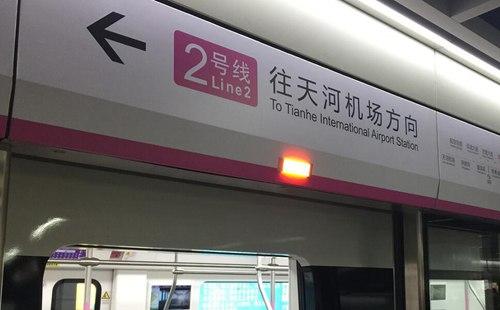 2号线
Line2
往天河机场方向
To Tianhe International Airport Station